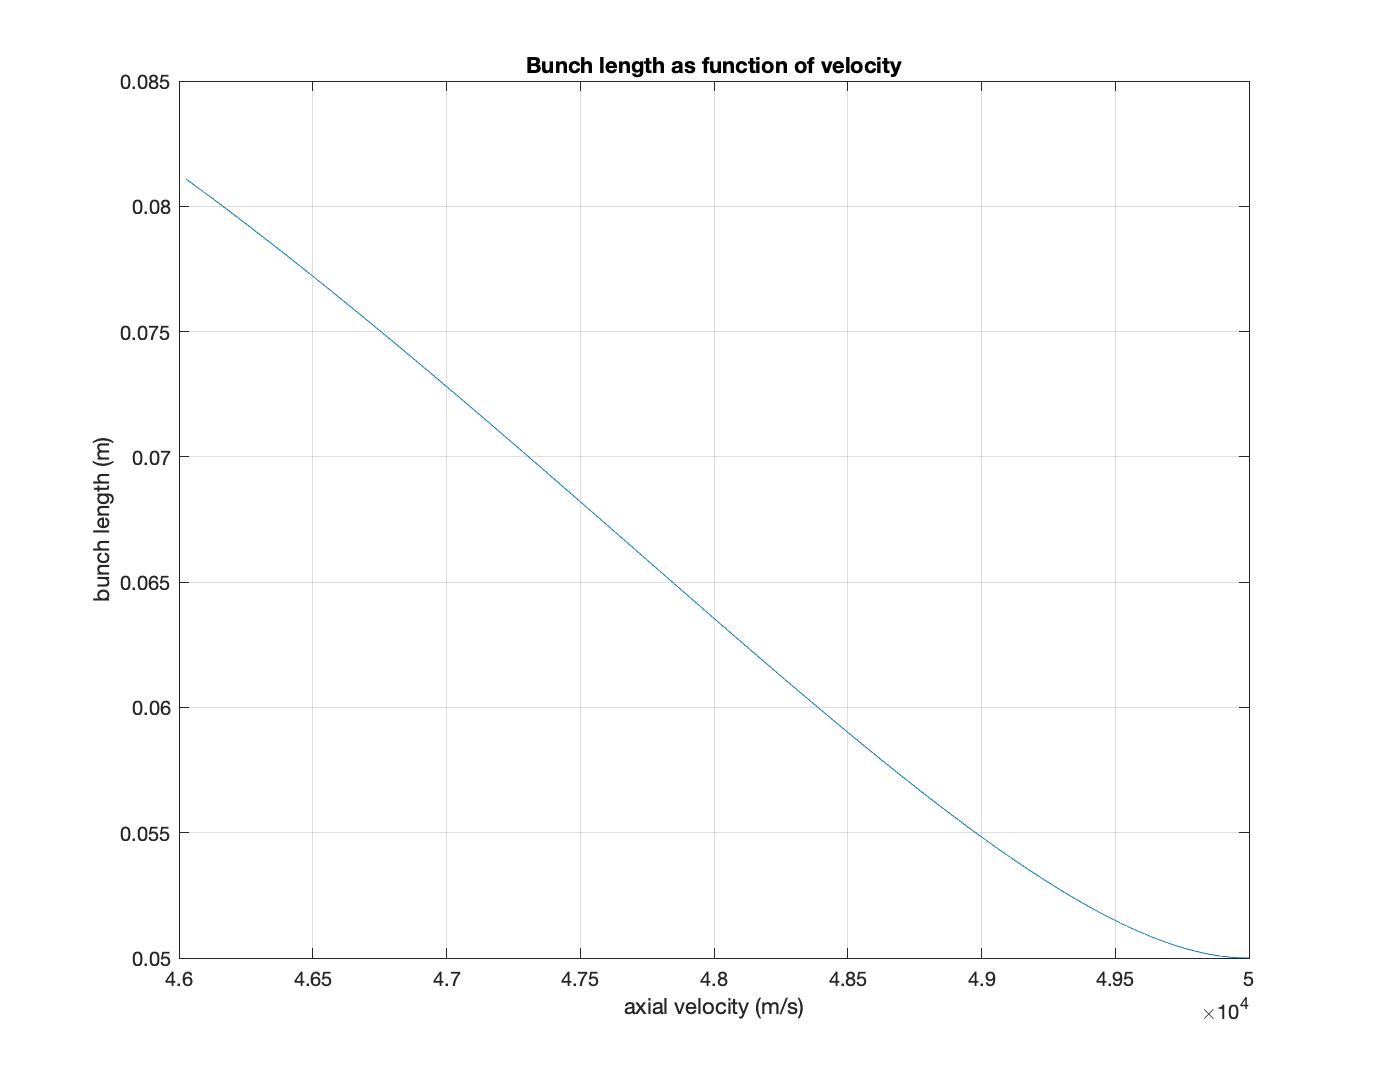 Bunch length as function of velocity
0.085
0.08
0.075
0.07
0.065
0.06
0.055
0.05
bunch length (m)
4.6 4.65 4.7 4.75 4.8 4.85 4.9 4.95 5
axial velocity (m/s)
×10⁴